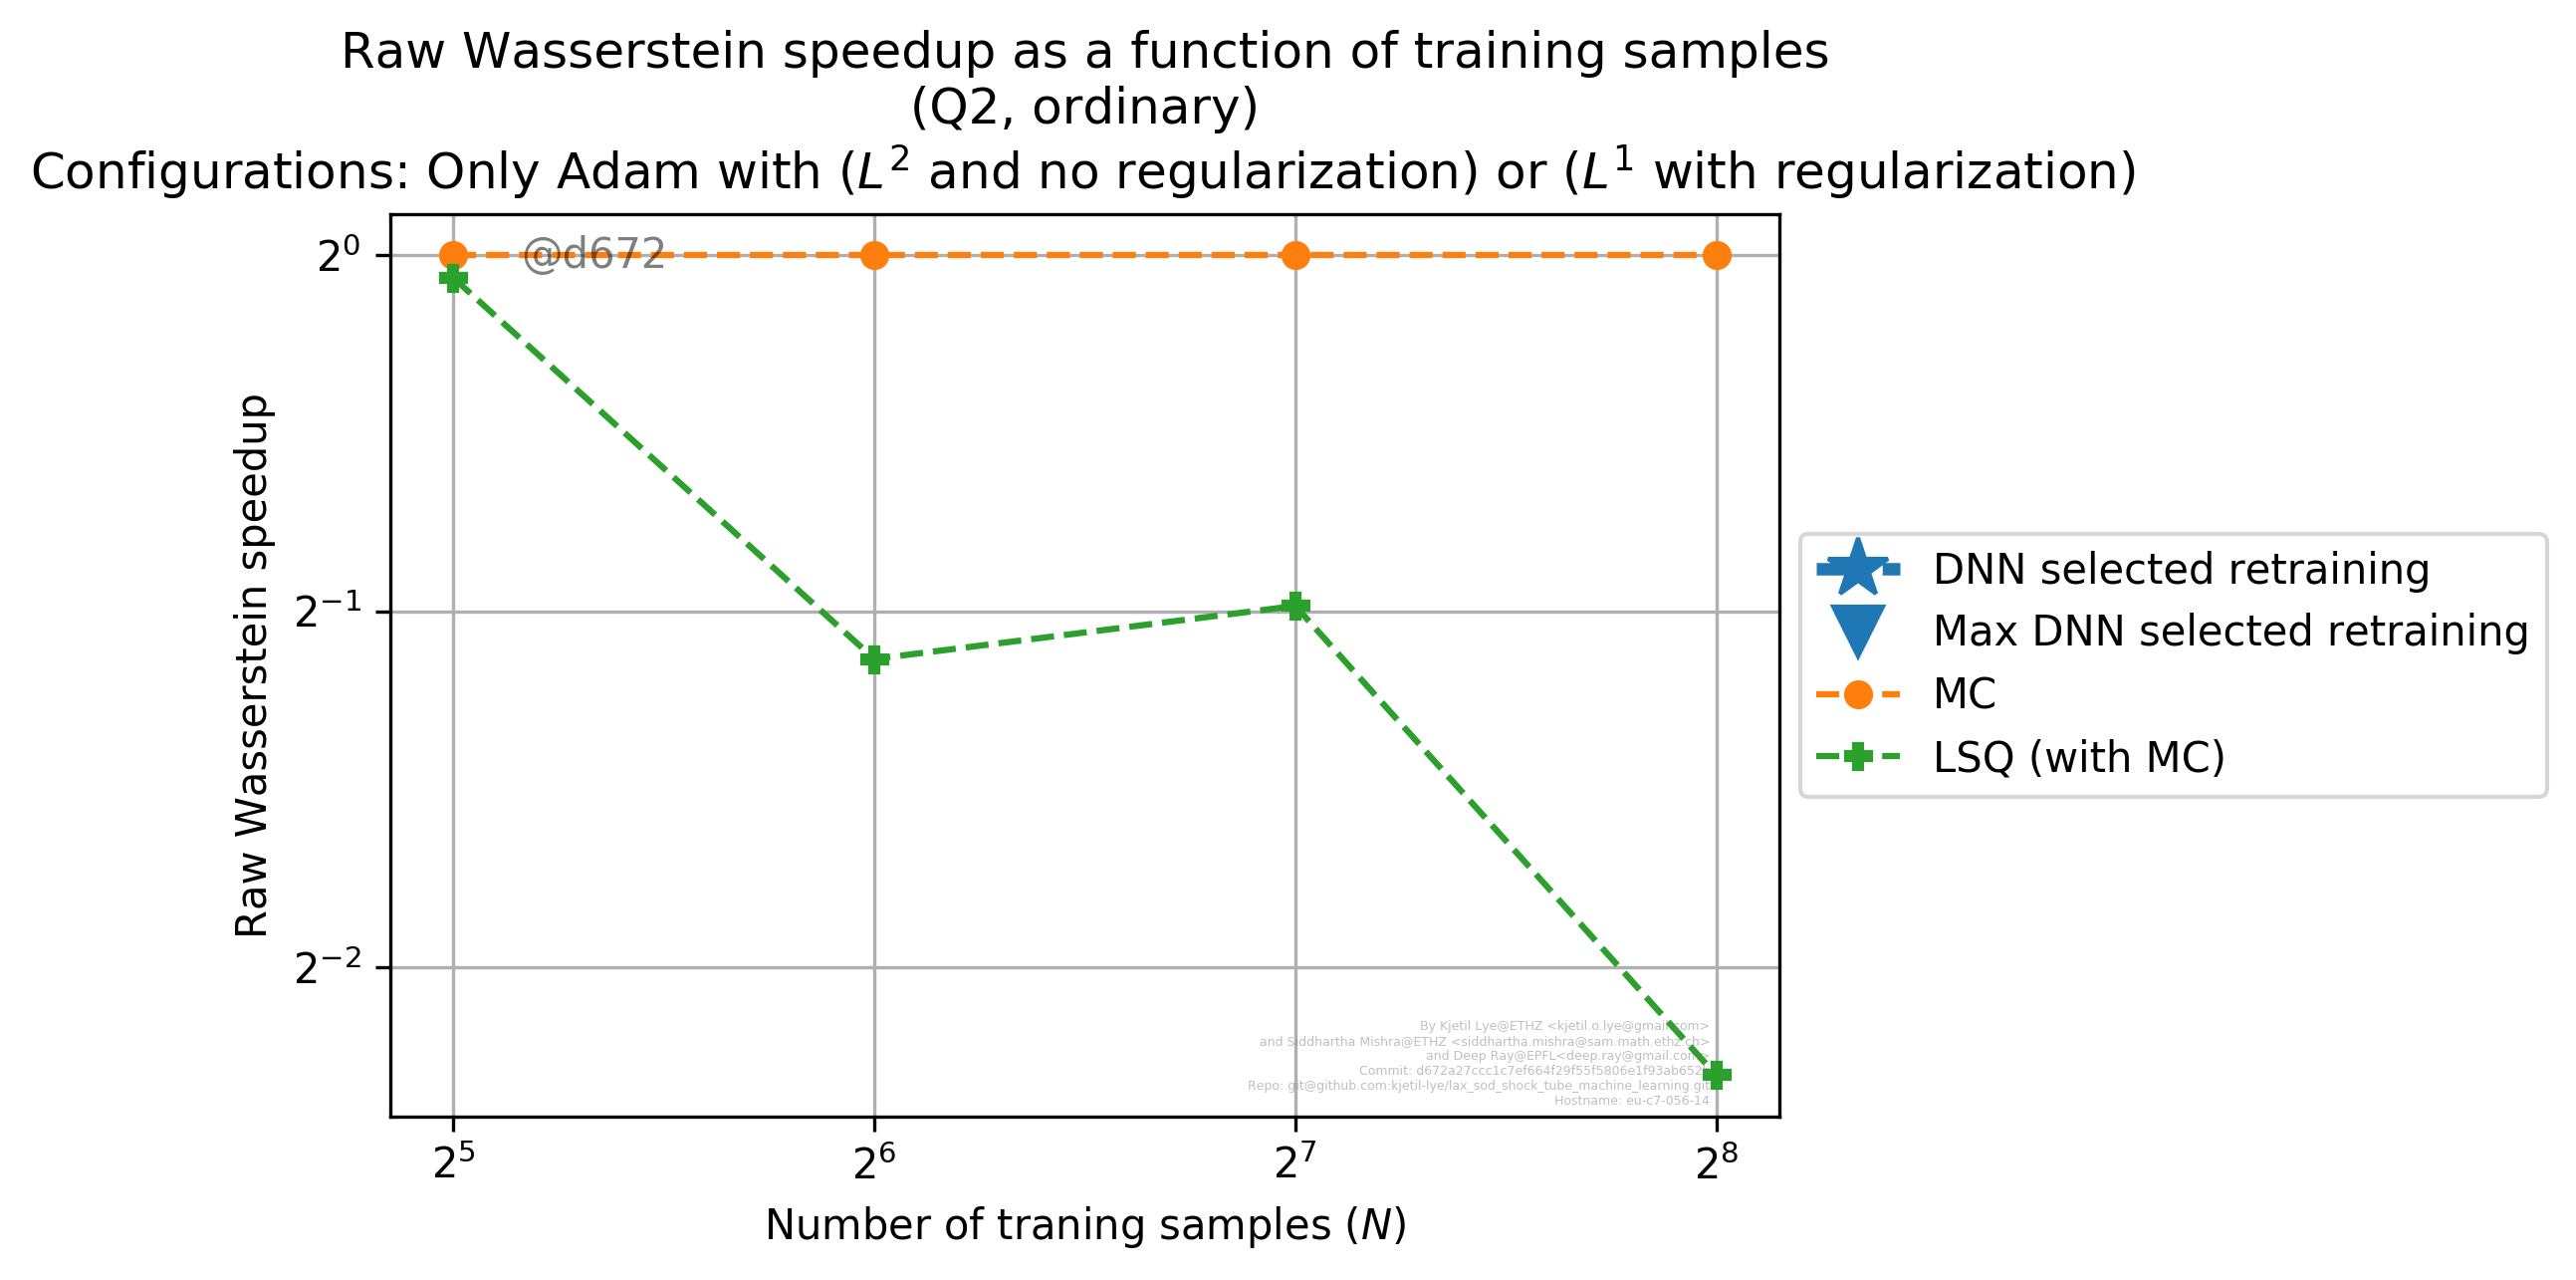 Raw Wasserstein speedup as a function of training samples
(Q2, ordinary)
Configurations: Only Adam with (L² and no regularization) or (L¹ with regularization)
2⁰
@d672
2⁻¹
2⁻²
Raw Wasserstein speedup
DNN selected retraining
Max DNN selected retraining
MC
LSQ (with MC)
By Kjetil Lye@ETHZ <kjetil.o.lye@gmail.com>
and Siddhartha Mishra@ETHZ <siddhartha.mishra@sam.math.ethz.ch>
and Deep Ray@EPFL<deep.ray@gmail.com>
Commit:
Repo: git@github.com:kjetil-lye/lax_sod_shock_tube_machine_learning.git
Hostname: eu-c7-056-14
2⁵ 2⁶ 2⁷ 2⁸
Number of traning samples (N)